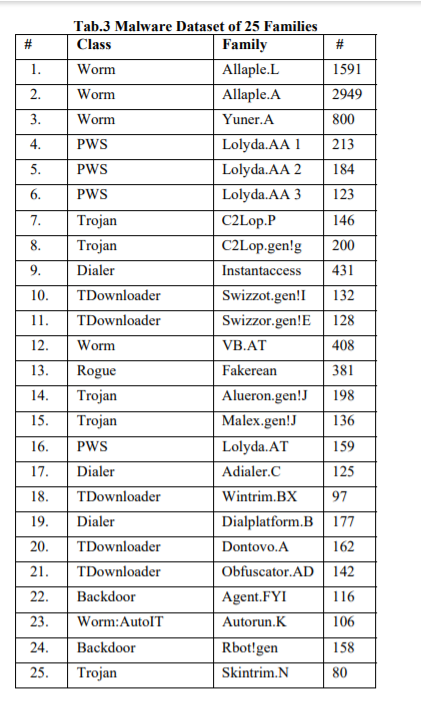 Tab.3 Malware Dataset of 25 Families
# Class Family #
1. Worm Allaple.L 1591
2. Worm Allaple.A 2949
3. Worm Yuner.A 800
4. PWS Lolyda.AA 1 213
5. PWS Lolyda.AA 2 184
6. PWS Lolyda.AA 3 123
7. Trojan C2Lop.P 146
8. Trojan C2Lop.gen!g 200
9. Dialer Instantaccess 431
10. TDownloader Swizzot.gen!I 132
11. TDownloader Swizzor.gen!E 128
12. Worm VB.AT 408
13. Rogue Fakerean 381
14. Trojan Alueron.gen!J 198
15. Trojan Malex.gen!J 136
16. PWS Lolyda.AT 159
17. Dialer Adialer.C 125
18. TDownloader Wintrim.BX 97
19. Dialer Dialplatform.B 177
20. TDownloader Dontovo.A 162
21. TDownloader Obfuscator.AD 142
22. Backdoor Agent.FYI 116
23. Worm:AutoIT Autorun.K 106
24. Backdoor Rbot!gen 158
25. Trojan Skintrim.N 80